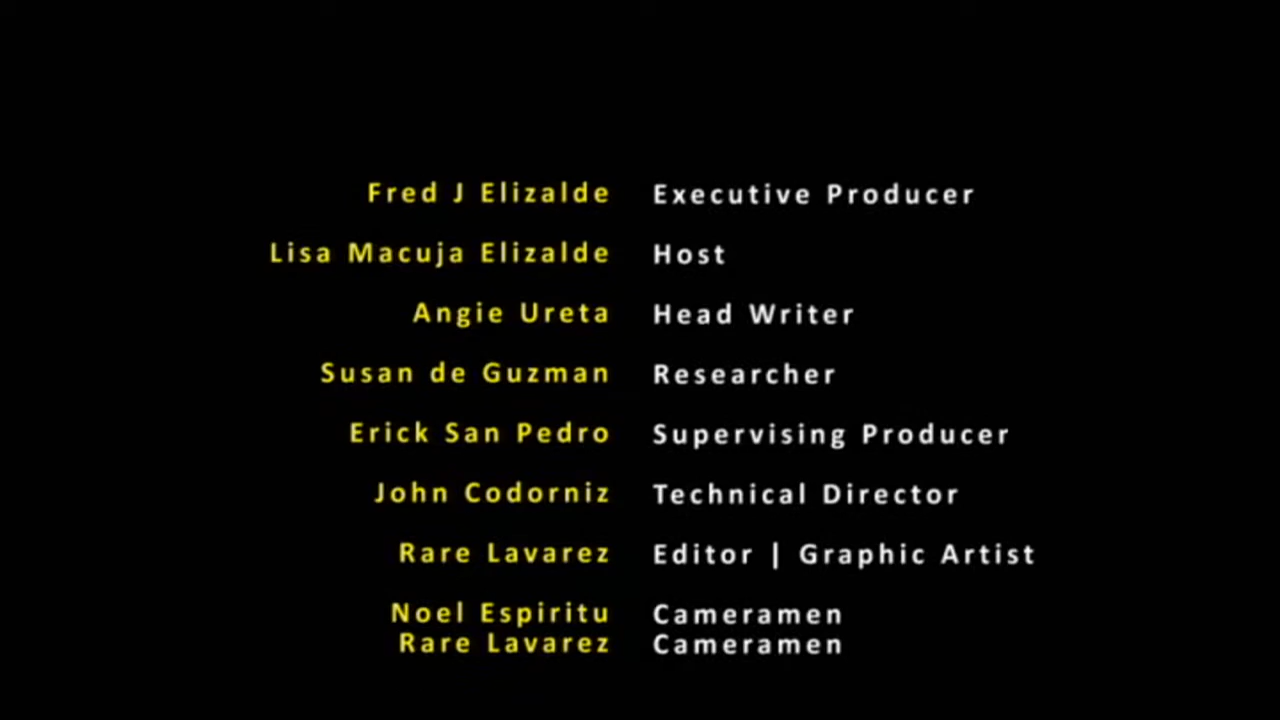 Fred J Elizalde Executive Producer
Lisa Macuja Elizalde Host
Angie Ureta Head Writer
Susan de Guzman Researcher
Erick San Pedro Supervising Producer
John Codorniz Technical Director
Rare Lavarez Editor | Graphic Artist
Noel Espiritu Cameramen
Rare Lavarez Cameramen